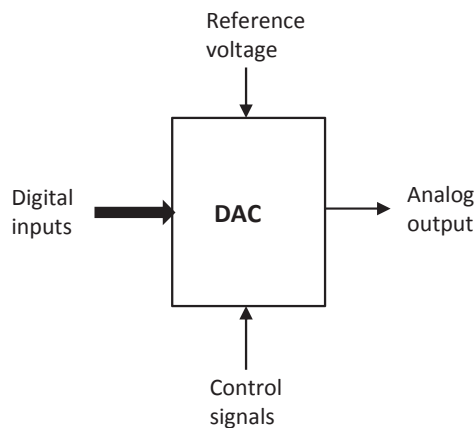 Reference
voltage
Digital
inputs
DAC
Analog
output
Control
signals